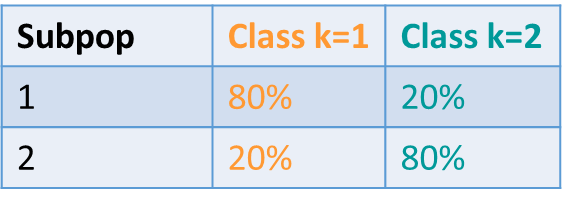 Subpop Class k=1 Class k=2
1 80% 20%
2 20% 80%